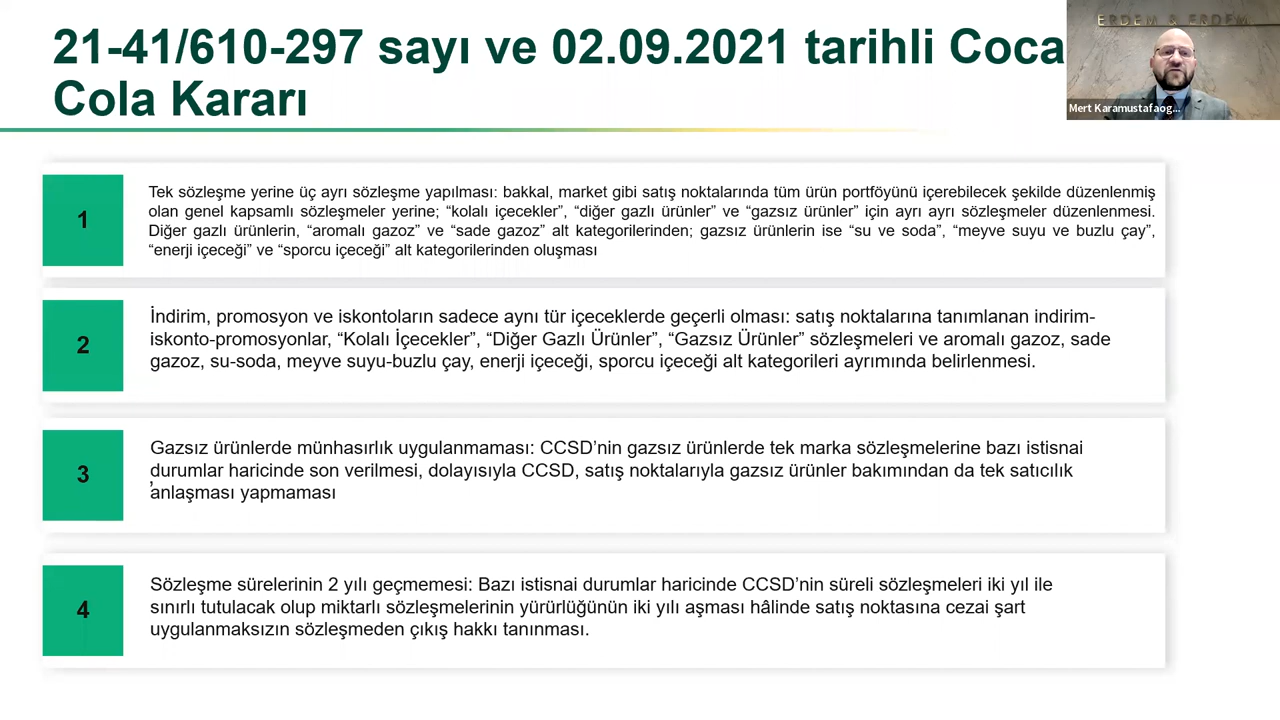 21-41/610-297 sayı ve 02.09.2021 tarihli Coca
Cola Kararı
ERDEM & ERDEM
Mert Karamustafaog...
1
Tek sözleşme yerine üç ayrı sözleşme yapılması: bakkal, market gibi satış noktalarında tüm ürün portföyünü içerebilecek şekilde düzenlenmiş
olan genel kapsamlı sözleşmeler yerine; “kolalı içecekler”, “diğer gazlı ürünler” ve “gazsız ürünler” için ayrı ayrı sözleşmeler düzenlenmesi.
Diğer gazlı ürünlerin, “aromalı gazoz” ve “sade gazoz” alt kategorilerinden; gazsız ürünlerin ise “su ve soda”, “meyve suyu ve buzlu çay”,
“enerji içeceği” ve “sporcu içeceği” alt kategorilerinden oluşması
2
İndirim, promosyon ve iskontoların sadece aynı tür içeceklerde geçerli olması: satış noktalarına tanımlanan indirim-
iskonto-promosyonlar, “Kolalı İçecekler”, “Diğer Gazlı Ürünler”, “Gazsız Ürünler” sözleşmeleri ve aromalı gazoz, sade
gazoz, su-soda, meyve suyu-buzlu çay, enerji içeceği, sporcu içeceği alt kategorileri ayrımında belirlenmesi.
3
Gazsız ürünlerde münhasırlık uygulanmaması: CCSD’nin gazsız ürünlerde tek marka sözleşmelerine bazı istisnai
durumlar haricinde son verilmesi, dolayısıyla CCSD, satış noktalarıyla gazsız ürünler bakımından da tek satıcılık
’anlaşması yapmaması
4
Sözleşme sürelerinin 2 yılı geçmemesi: Bazı istisnai durumlar haricinde CCSD’nin süreli sözleşmeleri iki yıl ile
sınırlı tutulacak olup miktarlı sözleşmelerinin yürürlüğünün iki yılı aşması hâlinde satış noktasına cezai şart
uygulanmaksızın sözleşmeden çıkış hakkı tanınması.